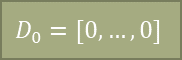 D₀ = [0, …, 0]